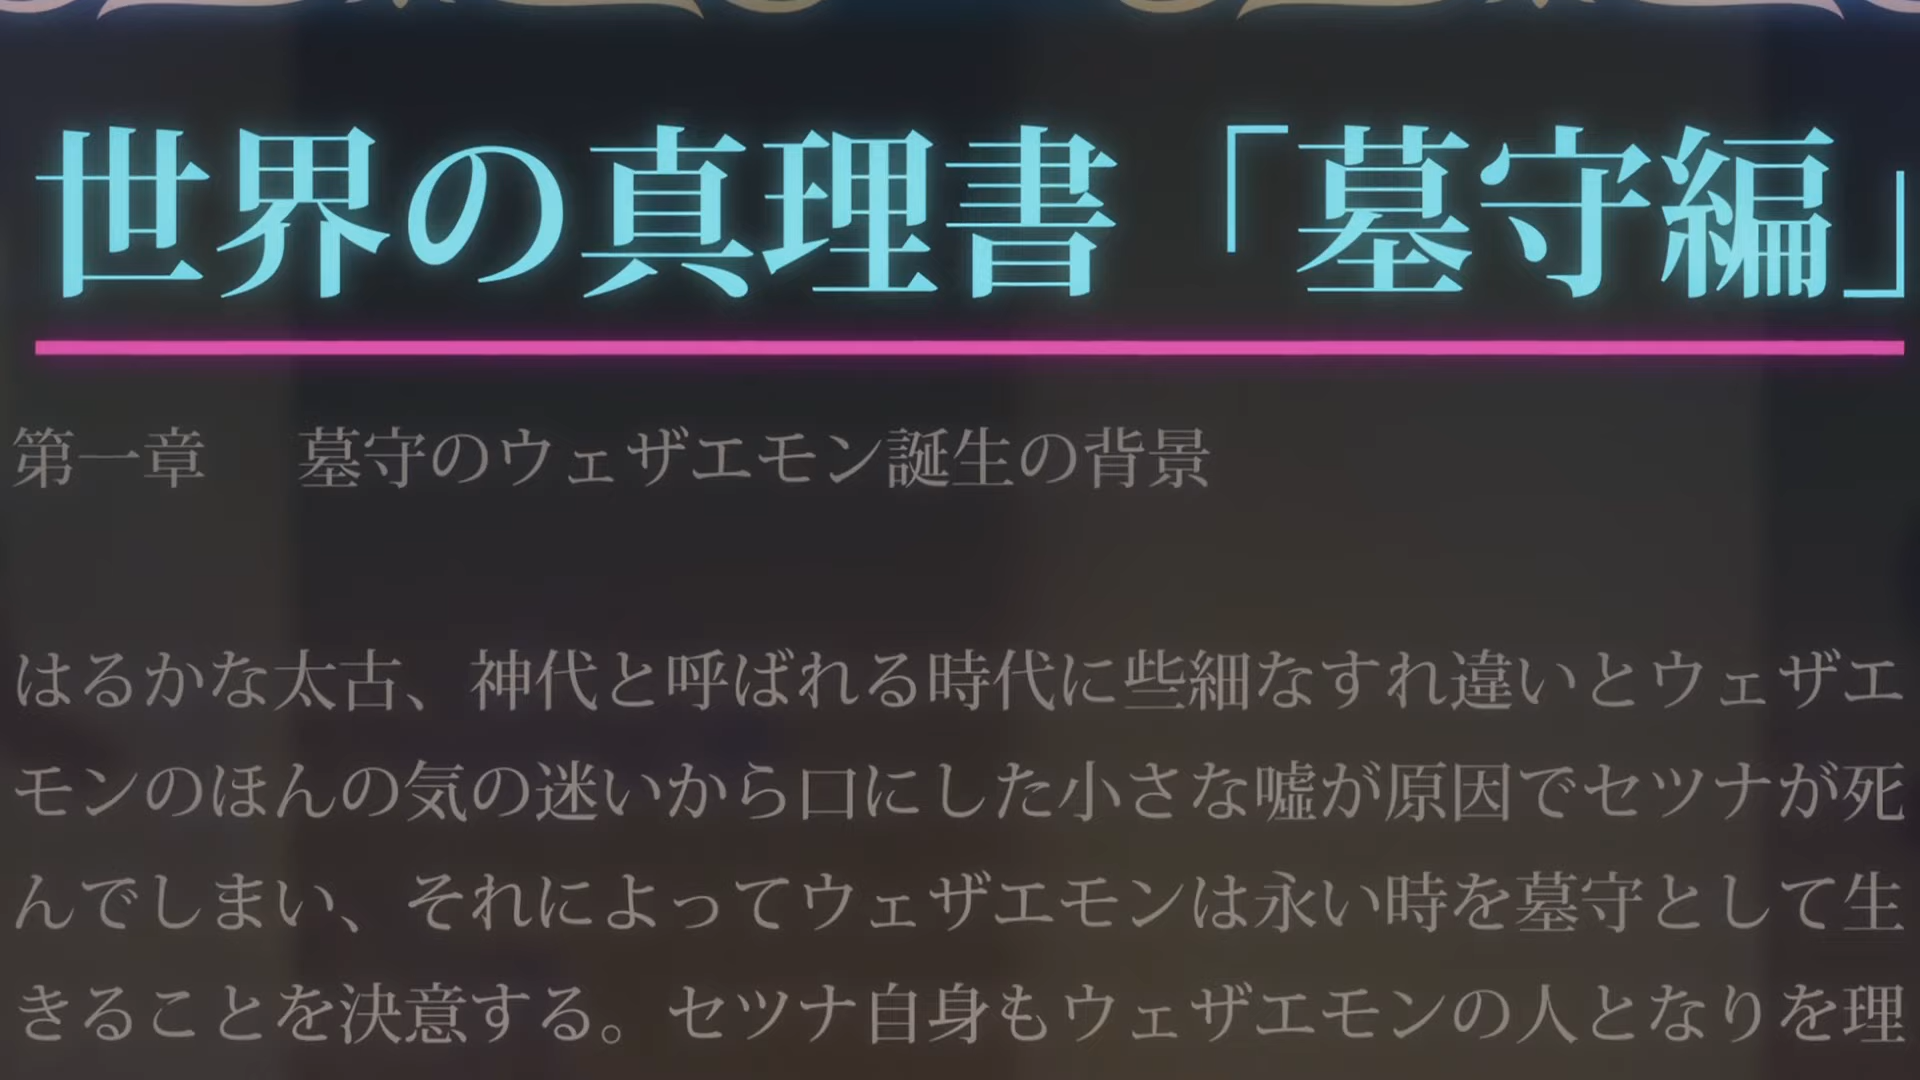 世界の真理書「墓守編」
第一章　墓守のウェザエモン誕生の背景
はるかな太古、神代と呼ばれる時代に些細なすれ違いとウェザエ
モンのほんの気の迷いから口にした小さな嘘が原因でセツナが死
んでしまい、それによってウェザエモンは永い時を墓守として生
きることを決意する。セツナ自身もウェザエモンの人となりを理